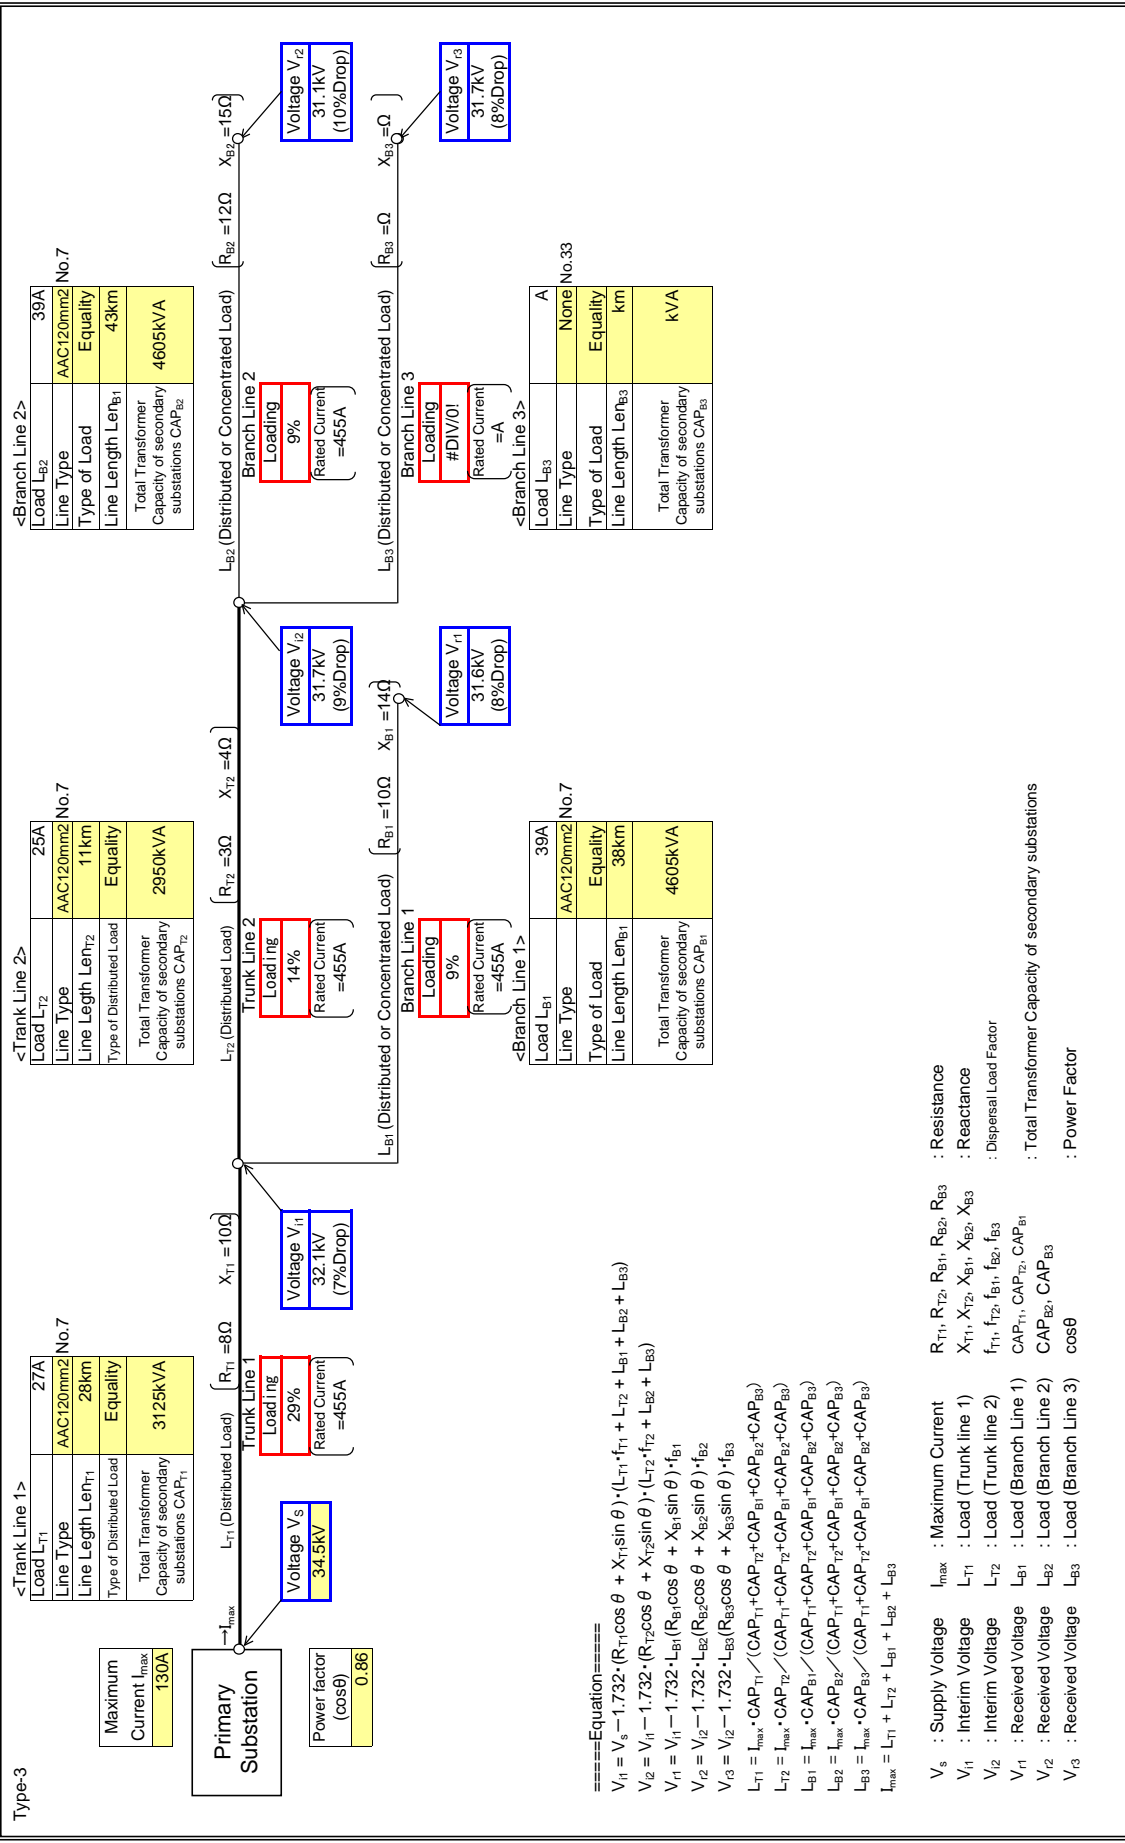 Type-3
Maximum
Current Imax
130A
Primary
Substation
Power factor
(cosθ)
0.86
→Imax
Voltage VS
34.5kV
<Trank Line 1>
Load LT1 27A
Line Type AAC120mm2 No.7
Line Legth LenT1 28km
Type of Distributed Load Equality
Total Transformer
Capacity of secondary
substations CAPT1
3125kVA
LT1 (Distributed Load)
RT1 =8Ω XT1 =10Ω
Trunk Line 1
Loading
29%
Rated Current
=455A
Voltage Vi1
32.1kV
(7%Drop)
<Trank Line 2>
Load LT2 25A
Line Type AAC120mm2 No.7
Line Legth LenT2 11km
Type of Distributed Load Equality
Total Transformer
Capacity of secondary
substations CAPT2
2950kVA
LT2 (Distributed Load)
RT2 =3Ω XT2 =4Ω
Trunk Line 2
Loading
14%
Rated Current
=455A
Voltage Vi2
31.7kV
(9%Drop)
LB1 (Distributed or Concentrated Load)
RB1 =10Ω XB1 =14Ω
Branch Line 1
Loading
9%
Rated Current
=455A
Voltage Vr1
31.6kV
(8%Drop)
<Branch Line 1>
Load LB1 39A
Line Type AAC120mm2 No.7
Type of Load Equality
Line Length LenB1 38km
Total Transformer
Capacity of secondary
substations CAPB1
4605kVA
<Branch Line 2>
Load LB2 39A
Line Type AAC120mm2 No.7
Type of Load Equality
Line Length LenB1 43km
Total Transformer
Capacity of secondary
substations CAPB2
4605kVA
LB2 (Distributed or Concentrated Load)
RB2 =12Ω XB2 =15Ω
Branch Line 2
Loading
9%
Rated Current
=455A
Voltage Vr2
31.1kV
(10%Drop)
LB3 (Distributed or Concentrated Load)
RB3 =Ω XB3 =Ω
Branch Line 3
Loading
#DIV/0!
Rated Current
=A
Voltage Vr3
31.7kV
(8%Drop)
<Branch Line 3>
Load LB3 A
Line Type None No.33
Type of Load Equality
Line Length LenB3 km
Total Transformer
Capacity of secondary
substations CAPB3
kVA
=====Equation=====
Vi1 = Vs－1.732･(RT1cos θ + XT1sin θ)･(LT1･fT1 + LT2 + LB1 + LB2 + LB3)
Vi2 = Vi1－1.732･(RT2cos θ + XT2sin θ)･(LT2･fT2 + LB2 + LB3)
Vr1 = Vi1－1.732･LB1(RB1cos θ + XB1sin θ)･fB1
Vr2 = Vi2－1.732･LB2(RB2cos θ + XB2sin θ)･fB2
Vr3 = Vi2－1.732･LB3(RB3cos θ + XB3sin θ)･fB3
LT1 = Imax･CAPT1／(CAPT1+CAPT2+CAPB1+CAPB2+CAPB3)
LT2 = Imax･CAPT2／(CAPT1+CAPT2+CAPB1+CAPB2+CAPB3)
LB1 = Imax･CAPB1／(CAPT1+CAPT2+CAPB1+CAPB2+CAPB3)
LB2 = Imax･CAPB2／(CAPT1+CAPT2+CAPB1+CAPB2+CAPB3)
LB3 = Imax･CAPB3／(CAPT1+CAPT2+CAPB1+CAPB2+CAPB3)
Imax = LT1 + LT2 + LB1 + LB2 + LB3
Vs : Supply Voltage Imax : Maximum Current RT1, RT2, RB1, RB2, RB3 : Resistance
Vi1 : Interim Voltage LT1 : Load (Trunk line 1) XT1, XT2, XB1, XB2, XB3 : Reactance
Vi2 : Interim Voltage LT2 : Load (Trunk line 2) fT1, fT2, fB1, fB2, fB3 : Dispersal Load Factor
Vr1 : Received Voltage LB1 : Load (Branch Line 1) CAPT1, CAPT2, CAPB1 : Total Transformer Capacity of secondary substations
Vr2 : Received Voltage LB2 : Load (Branch Line 2) CAPB2, CAPB3
Vr3 : Received Voltage LB3 : Load (Branch Line 3) cosθ : Power Factor